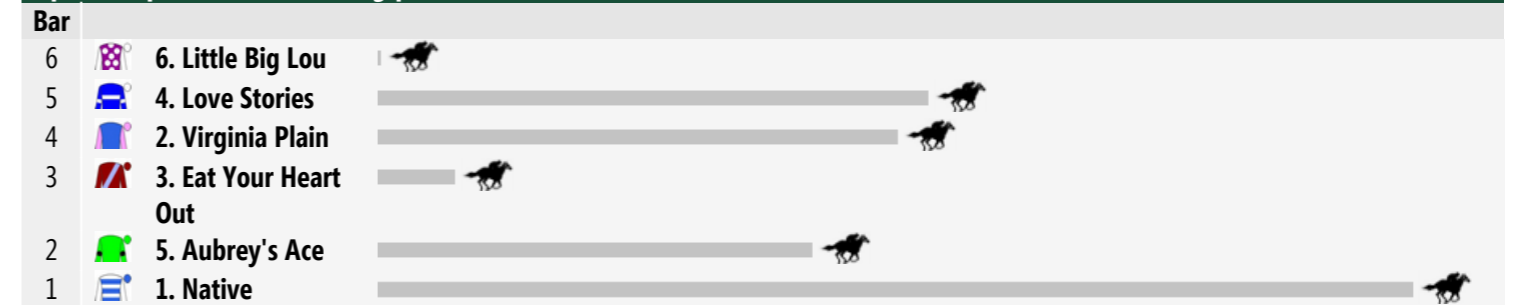 Bar
6 6. Little Big Lou
5 4. Love Stories
4 2. Virginia Plain
3 3. Eat Your Heart
Out
2 5. Aubrey's Ace
1 1. Native